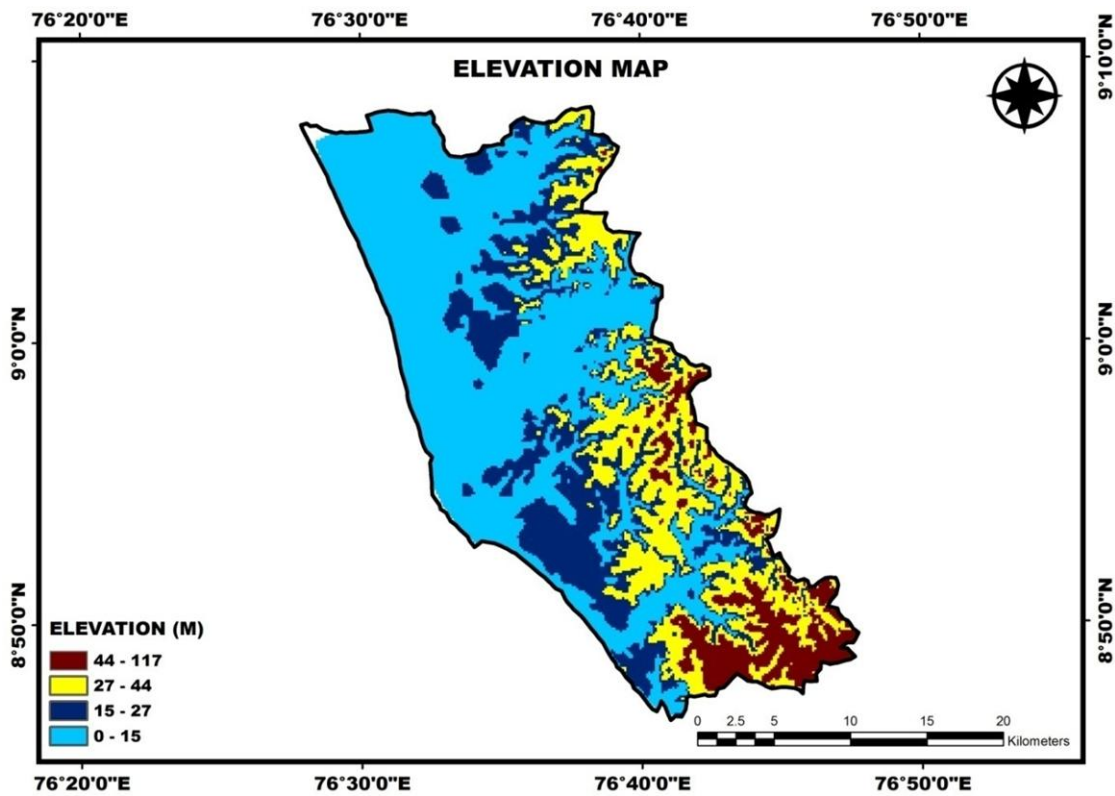 76°20'0"E 76°30'0"E 76°40'0"E 76°50'0"E
ELEVATION MAP
9°10'0"N
9°0'0"N
9°0'0"N
8°50'0"N
8°50'0"N
ELEVATION (M)
44 - 117
27 - 44
15 - 27
0 - 15
0 2.5 5 10 15 20
Kilometers
76°20'0"E 76°30'0"E 76°40'0"E 76°50'0"E